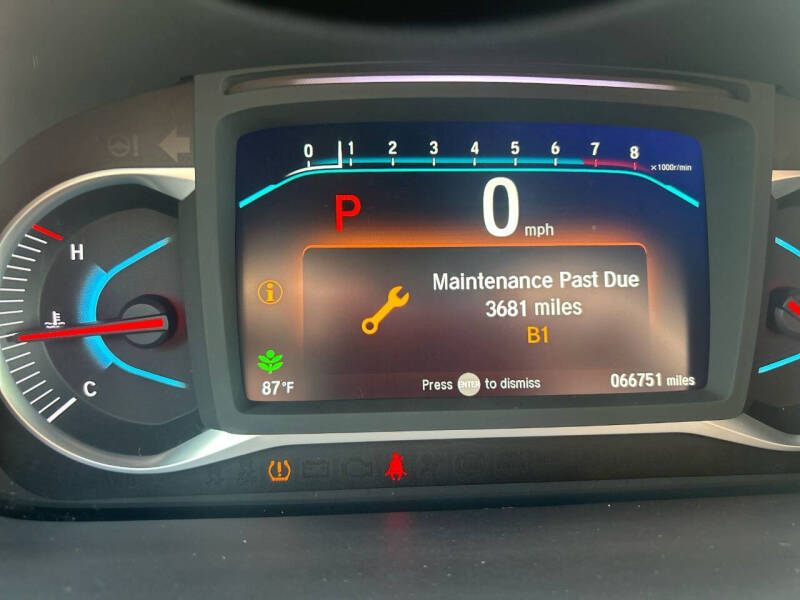 0 1 2 3 4 5 6 7 8
x1000r/min
P 0 mph
H
Maintenance Past Due
3681 miles
B1
C
87°F
Press ENTER to dismiss
066751 miles